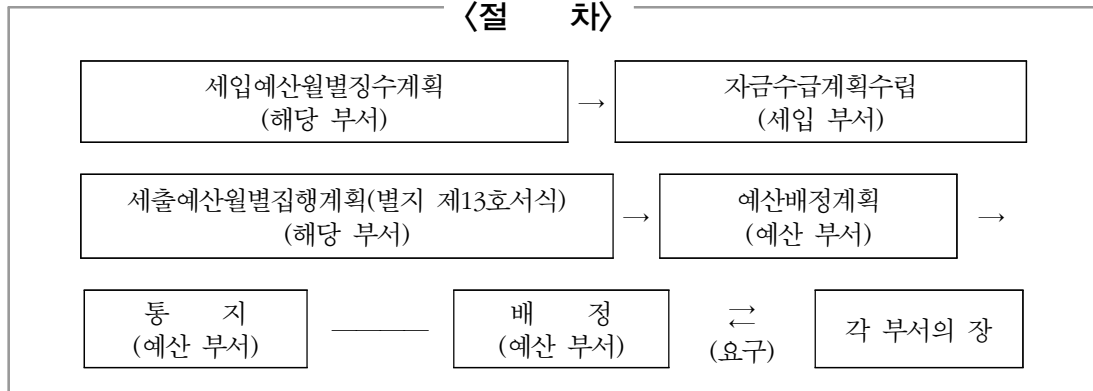 〈절 차〉
세입예산월별징수계획
(해당 부서)
→
자금수급계획수립
(세입 부서)
세출예산월별집행계획(별지 제13호서식)
(해당 부서)
→
예산배정계획
(예산 부서)
→
통 지
(예산 부서)
배 정
(예산 부서)
⇄
(요구)
각 부서의 장